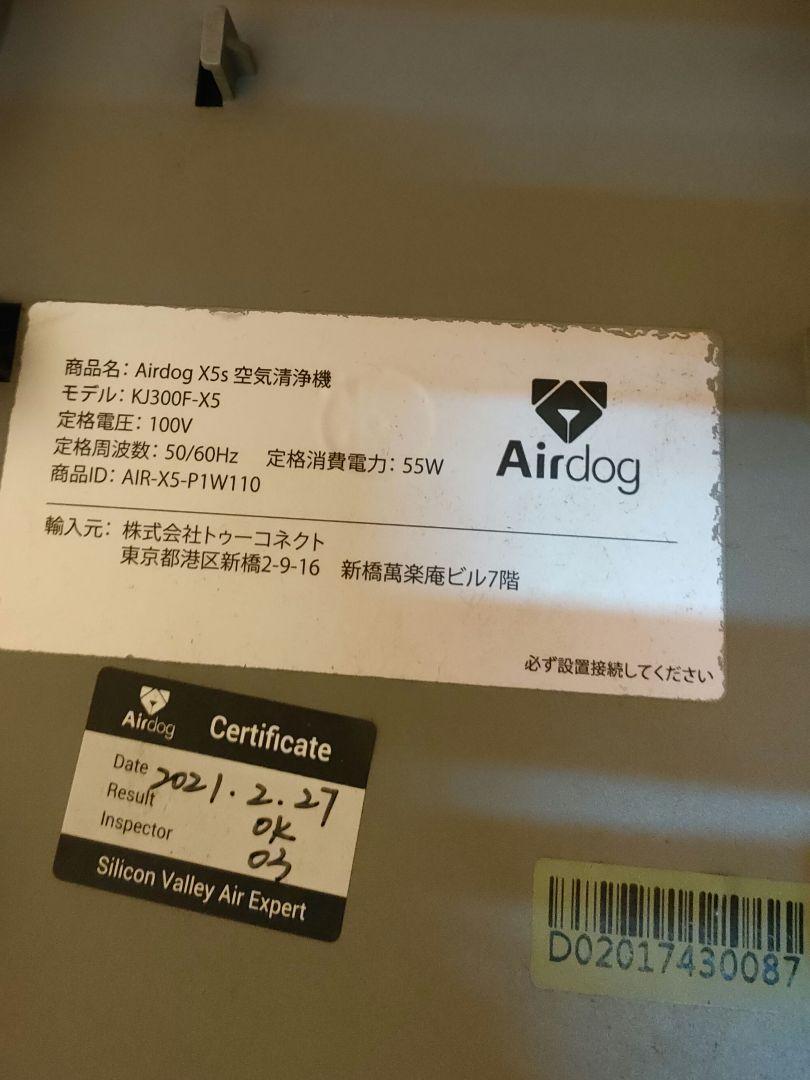 商品名：Airdog X5s 空気清浄機
モデル：KJ300F-X5
定格電圧：100V
定格周波数：50/60Hz 定格消費電力：55W
商品ID：AIR-X5-P1W110
Airdog
輸入元：株式会社トゥーコネクト
東京都港区新橋2-9-16 新橋萬楽庵ビル7階
必ず設置接続してください
Airdog Certificate
Date 2021.2.27
Result OK
Inspector 03
Silicon Valley Air Expert
D02017430087